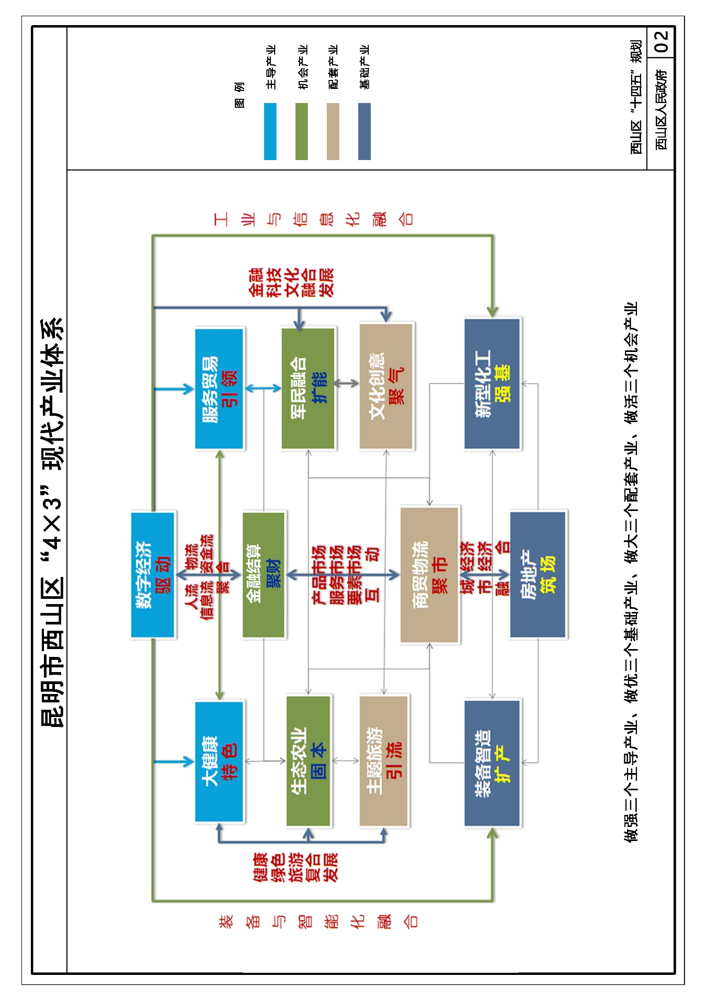 昆明市西山区“4×3”现代产业体系
图 例
主导产业
机会产业
配套产业
基础产业
数字经济
驱 动
人流 物流
信息流 资金流
聚 合
大健康
特 色
服务贸易
引 领
金融结算
聚财
健康
绿色
旅游
复合
发展
生态农业
固 本
产品市场
服务市场
要素市场
互 动
军民融合
扩能
金融
科技
文化
融合
发展
主题旅游
引 流
文化创意
聚 气
商贸物流
聚 市
城 经济
市 经济
融 合
装备智造
扩 产
房地产
筑 场
新型化工
强 基
装备与智能化融合
工业与信息化融合
做强三个主导产业、做优三个基础产业、做大三个配套产业、做活三个机会产业
西山区“十四五”规划
西山区人民政府
02